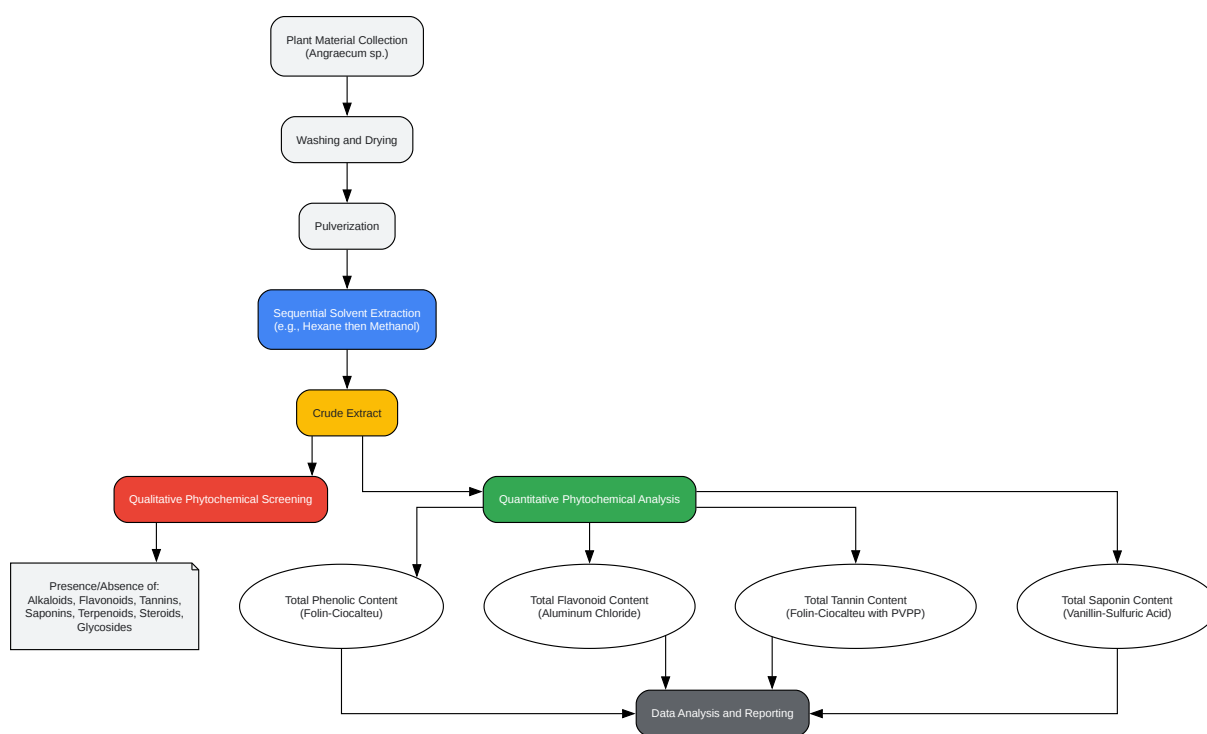 Plant Material Collection
(Angraecum sp.)
Washing and Drying
Pulverization
Sequential Solvent Extraction
(e.g., Hexane then Methanol)
Crude Extract
Qualitative Phytochemical Screening
Quantitative Phytochemical Analysis
Presence/Absence of:
Alkaloids, Flavonoids, Tannins,
Saponins, Terpenoids, Steroids,
Glycosides
Total Phenolic Content
(Folin-Ciocalteu)
Total Flavonoid Content
(Aluminum Chloride)
Total Tannin Content
(Folin-Ciocalteu with PVPP)
Total Saponin Content
(Vanillin-Sulfuric Acid)
Data Analysis and Reporting